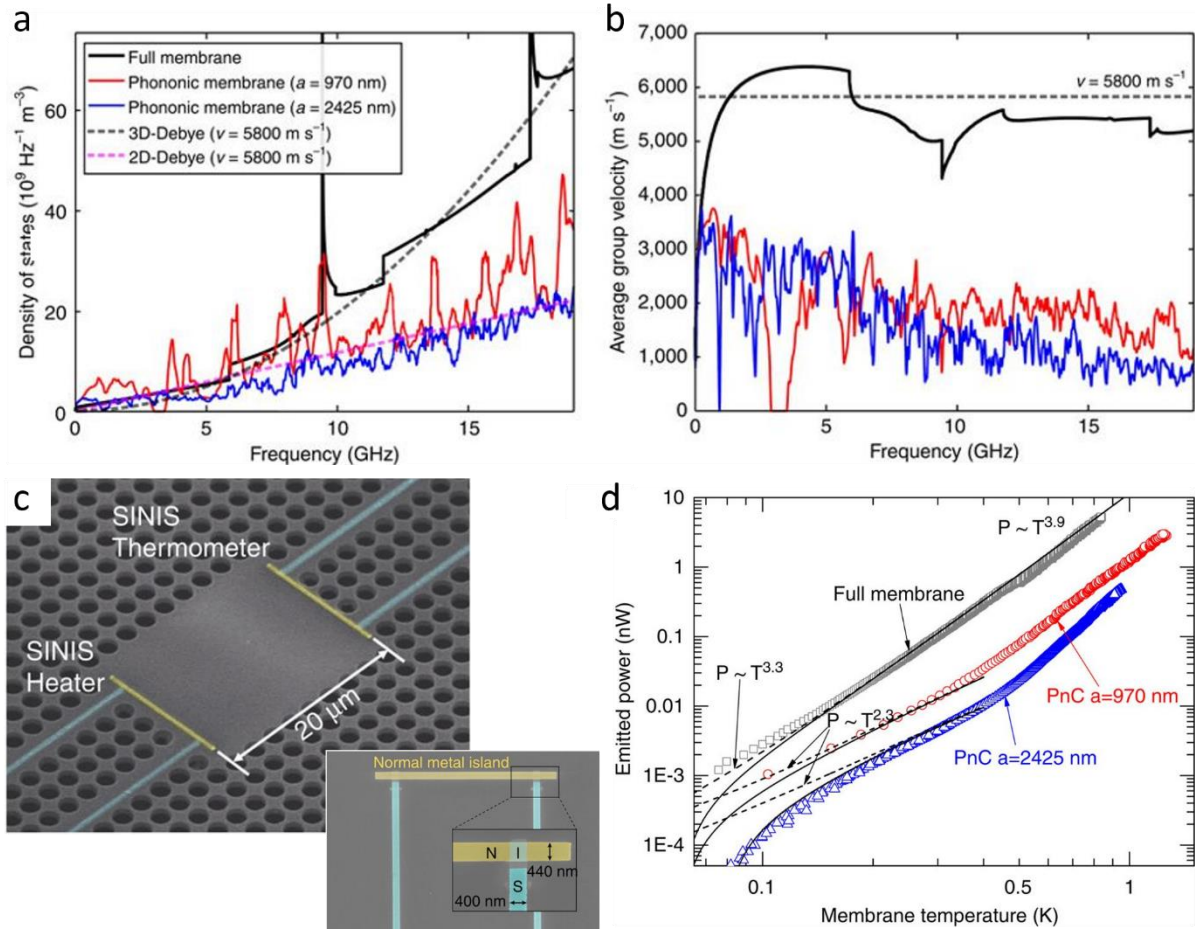 a
Density of states (10⁹ Hz⁻¹ m⁻³)
60
40
20
0
Full membrane
Phononic membrane (a = 970 nm)
Phononic membrane (a = 2425 nm)
3D-Debye (v = 5800 m s⁻¹)
2D-Debye (v = 5800 m s⁻¹)
0 5 10 15
Frequency (GHz)
b
Average group velocity (m s⁻¹)
7,000
6,000
5,000
4,000
3,000
2,000
1,000
0
v = 5800 m s⁻¹
0 5 10 15
Frequency (GHz)
c
SINIS
Thermometer
SINIS
Heater
20 μm
Normal metal island
N I
S
440 nm
400 nm
d
Emitted power (nW)
10
1
0.1
0.01
1E-3
1E-4
P ~ T³·⁹
Full membrane
P ~ T³·³
P ~ T²·³
PnC a=970 nm
PnC a=2425 nm
0.1 0.5 1
Membrane temperature (K)